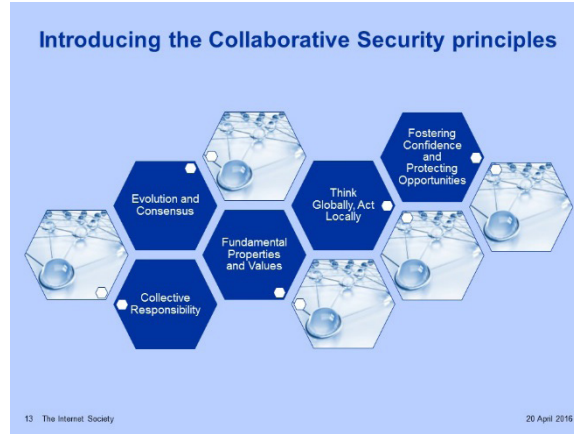 Introducing the Collaborative Security principles
Fostering
Confidence
and
Protecting
Opportunities
Evolution and
Consensus
Think
Globally, Act
Locally
Fundamental
Properties
and Values
Collective
Responsibility
13 The Internet Society
20 April 2016